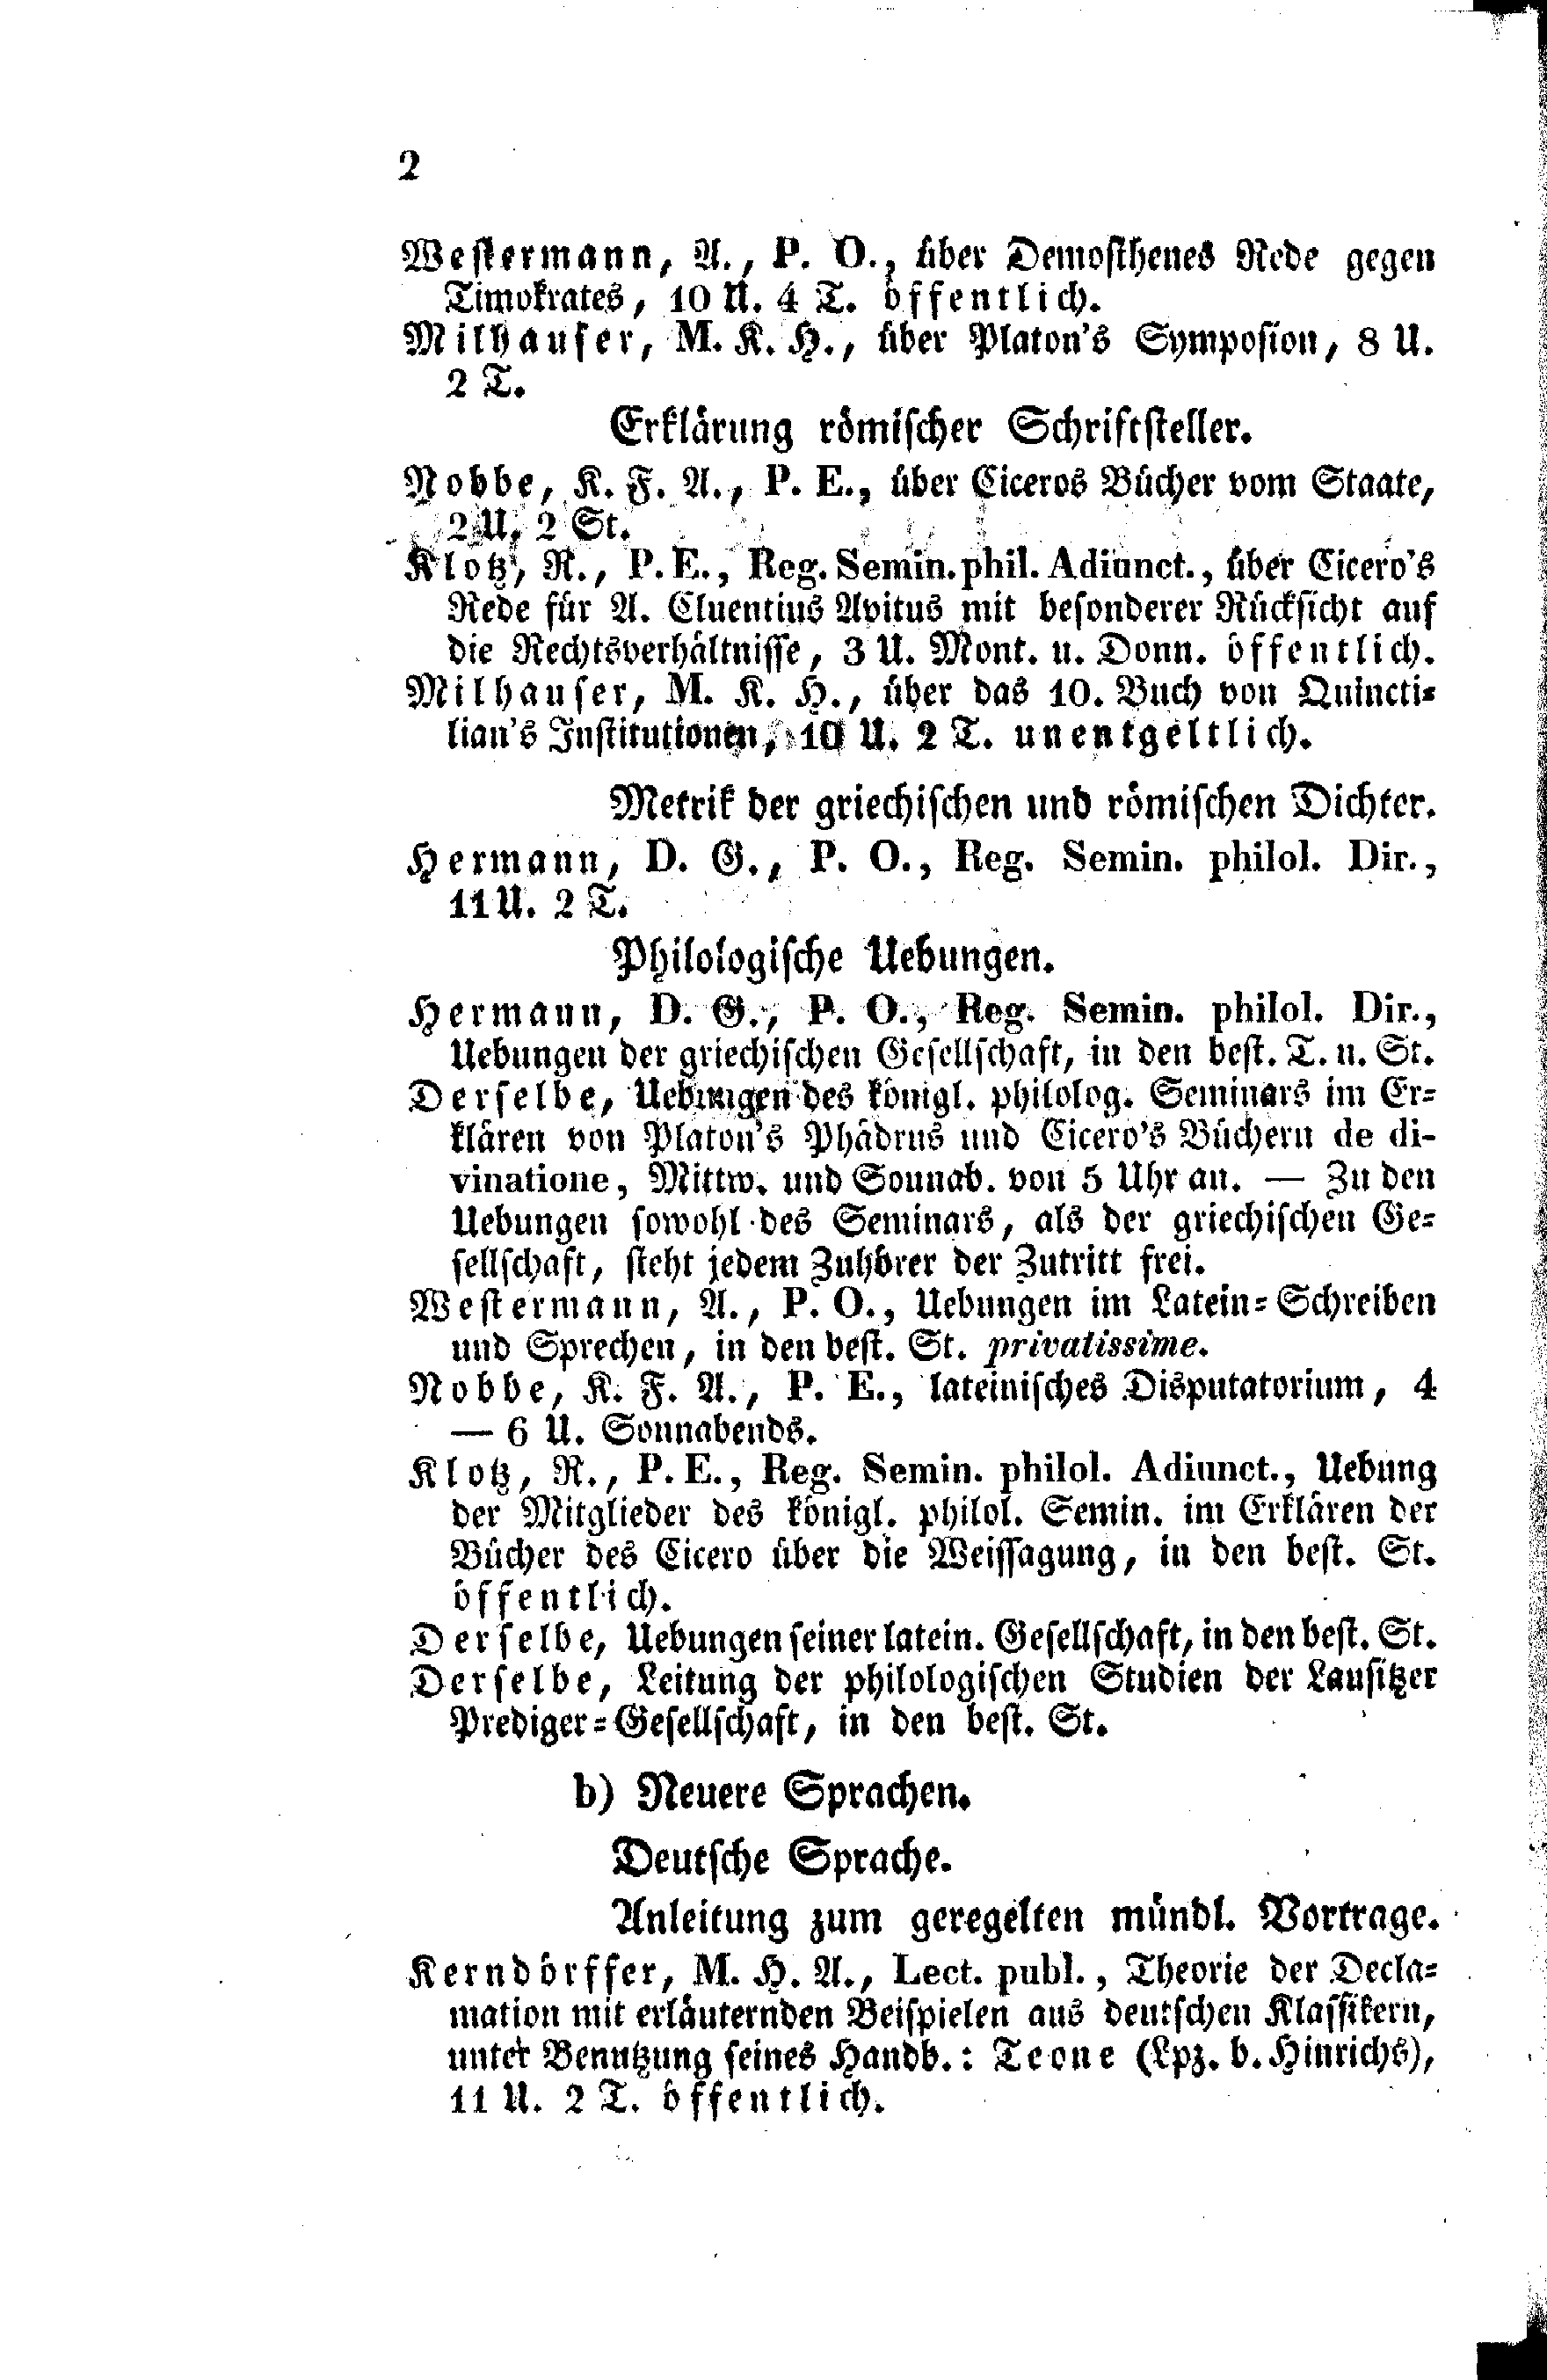 2
Westermann, A., P. O., über Demosthenes Rede gegen
Timokrates, 10 U. 4 T. öffentlich.
Milhauser, M. K. H., über Platon's Symposion, 8 U.
2 T.
Erklärung römischer Schriftsteller.
Nobbe, K. F. A., P. E., über Ciceros Bücher vom Staate,
2 U. 2 St.
Klotz, R., P. E., Reg. Semin. phil. Adiunct., über Cicero's
Rede für A. Cluentius Avitus mit besonderer Rücksicht auf
die Rechtsverhältnisse, 3 U. Mont. u. Donn. öffentlich.
Milhauser, M. K. H., über das 10. Buch von Quincti-
lian's Institutionen, 10 U. 2 T. unentgeltlich.
Metrik der griechischen und römischen Dichter.
Hermann, D. G., P. O., Reg. Semin. philol. Dir.,
11 U. 2 T.
Philologische Uebungen.
Hermann, D. G., P. O., Reg. Semin. philol. Dir.,
Uebungen der griechischen Gesellschaft, in den best. T. u. St.
Derselbe, Uebungen des königl. philolog. Seminars im Er-
klären von Platon's Phädrus und Cicero's Büchern de di-
vinatione, Mittw. und Sonnab. von 5 Uhr an. — Zu den
Uebungen sowohl des Seminars, als der griechischen Ge-
sellschaft, steht jedem Zuhörer der Zutritt frei.
Westermann, A., P. O., Uebungen im Latein-Schreiben
und Sprechen, in den best. St. privatissime.
Nobbe, K. F. A., P. E., lateinisches Disputatorium, 4
— 6 U. Sonnabends.
Klotz, R., P. E., Reg. Semin. philol. Adiunct., Uebung
der Mitglieder des königl. philol. Semin. im Erklären der
Bücher des Cicero über die Weissagung, in den best. St.
öffentlich.
Derselbe, Uebungen seiner latein. Gesellschaft, in den best. St.
Derselbe, Leitung der philologischen Studien der Lausitzer
Prediger-Gesellschaft, in den best. St.
b) Neuere Sprachen.
Deutsche Sprache.
Anleitung zum geregelten mündl. Vortrage.
Kerndörffer, M. H. A., Lect. publ., Theorie der Decla-
mation mit erläuternden Beispielen aus deutschen Klassikern,
unter Benutzung seines Handb.: Teone (Lpz. b. Hinrichs),
11 U. 2 T. öffentlich.